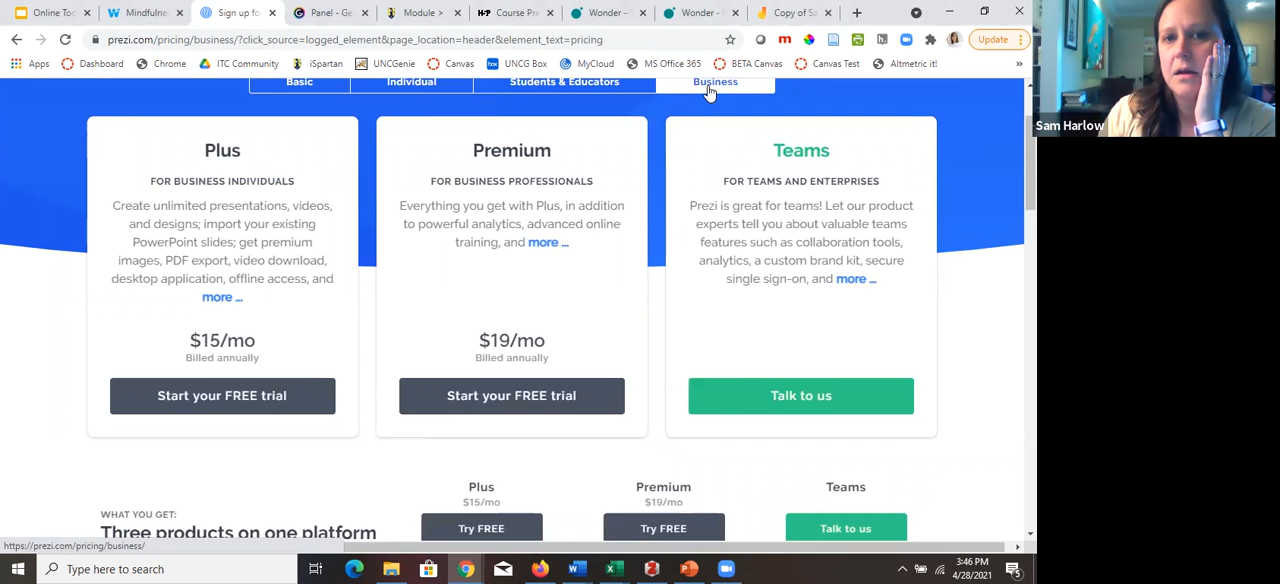 Online To
Mindfulnes
Sign up fo
Panel - Ge
Module >
H-P Course Pre
Wonder –
Wonder -
Copy of Sa
prezi.com/pricing/business/?click_source=logged_element&page_location=header&element_text=pricing
Update
Apps Dashboard Chrome ITC Community iSpartan UNCGenie Canvas UNCG Box MyCloud MS Office 365 BETA Canvas Canvas Test Altmetric it! »
Basic Individual Students & Educators Business
Sam Harlow
Plus
FOR BUSINESS INDIVIDUALS
Create unlimited presentations, videos,
and designs; import your existing
PowerPoint slides; get premium
images, PDF export, video download,
desktop application, offline access, and
more ...
$15/mo
Billed annually
Start your FREE trial
Premium
FOR BUSINESS PROFESSIONALS
Everything you get with Plus, in addition
to powerful analytics, advanced online
training, and more ...
$19/mo
Billed annually
Start your FREE trial
Teams
FOR TEAMS AND ENTERPRISES
Prezi is great for teams! Let our product
experts tell you about valuable teams
features such as collaboration tools,
analytics, a custom brand kit, secure
single sign-on, and more ...
Talk to us
WHAT YOU GET:
Three products on one platform
Plus
$15/mo
Try FREE
Premium
$19/mo
Try FREE
Teams
Talk to us
https://prezi.com/pricing/business/
Type here to search
3:46 PM
4/28/2021